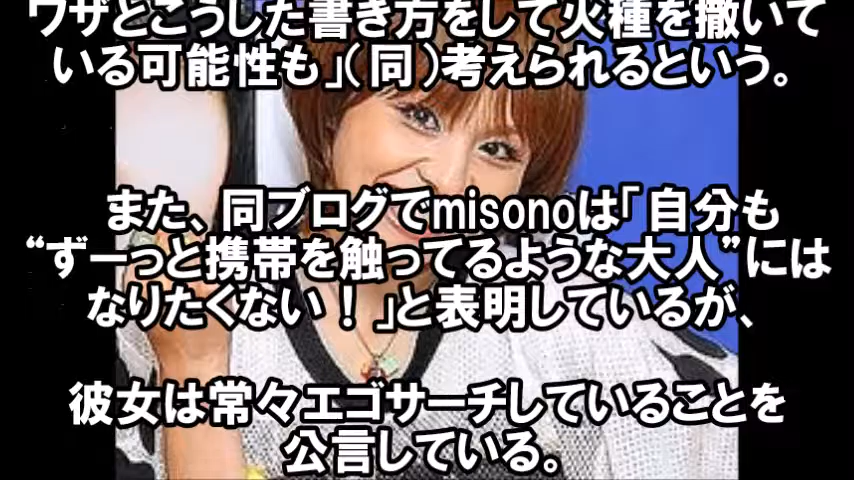 ワザとこうした書き方をして火種を撒いて
いる可能性も」（同）考えられるという。
また、同ブログでmisonoは「自分も
“ずーっと携帯を触ってるような大人”には
なりたくない！」と表明しているが、
彼女は常々エゴサーチしていることを
公言している。